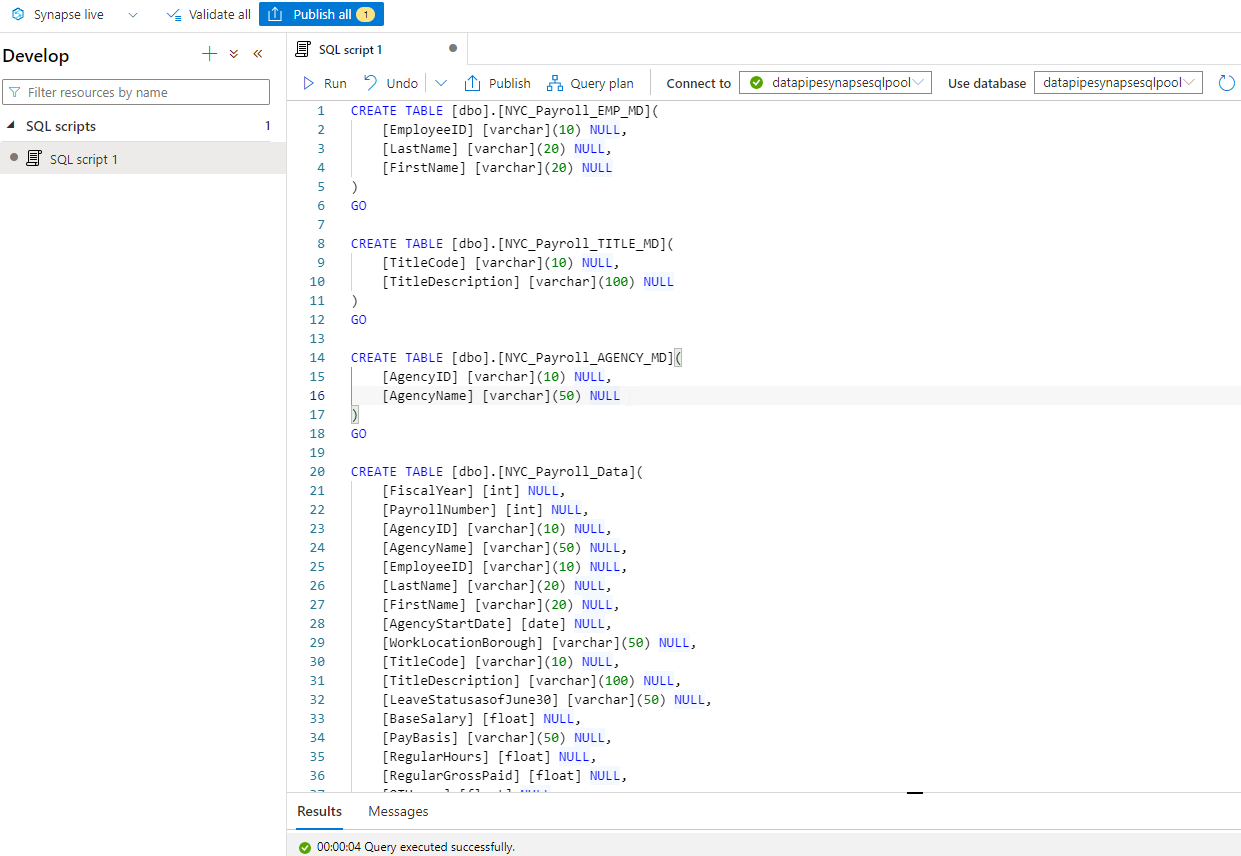 Synapse live
Validate all
Publish all 1
Develop
Filter resources by name
SQL scripts 1
SQL script 1
SQL script 1
Run Undo Publish Query plan Connect to datapipesynapsesqlpool Use database datapipesynapsesqlpool
1 CREATE TABLE [dbo].[NYC_Payroll_EMP_MD](
2 [EmployeeID] [varchar](10) NULL,
3 [LastName] [varchar](20) NULL,
4 [FirstName] [varchar](20) NULL
5 )
6 GO
7
8 CREATE TABLE [dbo].[NYC_Payroll_TITLE_MD](
9 [TitleCode] [varchar](10) NULL,
10 [TitleDescription] [varchar](100) NULL
11 )
12 GO
13
14 CREATE TABLE [dbo].[NYC_Payroll_AGENCY_MD](
15 [AgencyID] [varchar](10) NULL,
16 [AgencyName] [varchar](50) NULL
17 )
18 GO
19
20 CREATE TABLE [dbo].[NYC_Payroll_Data](
21 [FiscalYear] [int] NULL,
22 [PayrollNumber] [int] NULL,
23 [AgencyID] [varchar](10) NULL,
24 [AgencyName] [varchar](50) NULL,
25 [EmployeeID] [varchar](10) NULL,
26 [LastName] [varchar](20) NULL,
27 [FirstName] [varchar](20) NULL,
28 [AgencyStartDate] [date] NULL,
29 [WorkLocationBorough] [varchar](50) NULL,
30 [TitleCode] [varchar](10) NULL,
31 [TitleDescription] [varchar](100) NULL,
32 [LeaveStatusasofJune30] [varchar](50) NULL,
33 [BaseSalary] [float] NULL,
34 [PayBasis] [varchar](50) NULL,
35 [RegularHours] [float] NULL,
36 [RegularGrossPaid] [float] NULL,
Results Messages
00:00:04 Query executed successfully.